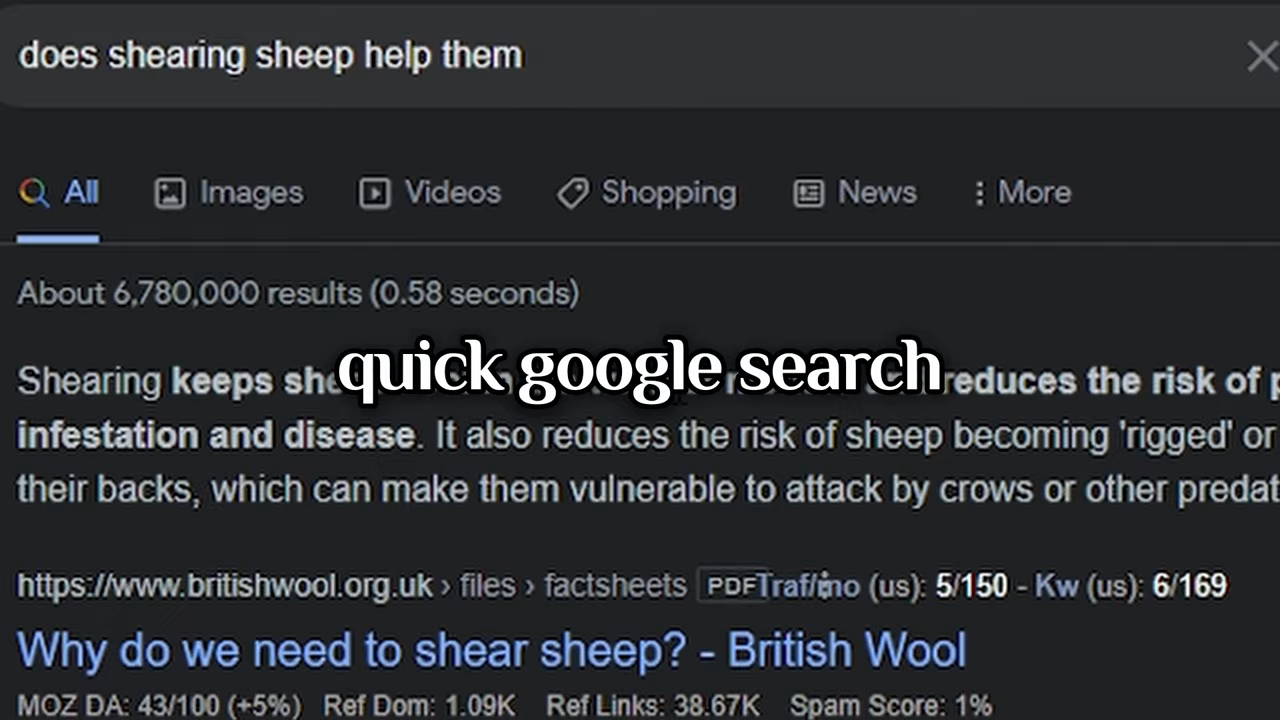 does shearing sheep help them
All Images Videos Shopping News More
About 6,780,000 results (0.58 seconds)
quick google search
Shearing keeps reduces the risk of
infestation and disease. It also reduces the risk of sheep becoming 'rigged' or
their backs, which can make them vulnerable to attack by crows or other predat
https://www.britishwool.org.uk › files › factsheets PDF Traf/mo (us): 5/150 - Kw (us): 6/169
Why do we need to shear sheep? - British Wool
MOZ DA: 43/100 (+5%) Ref Dom: 1.09K Ref Links: 38.67K Spam Score: 1%